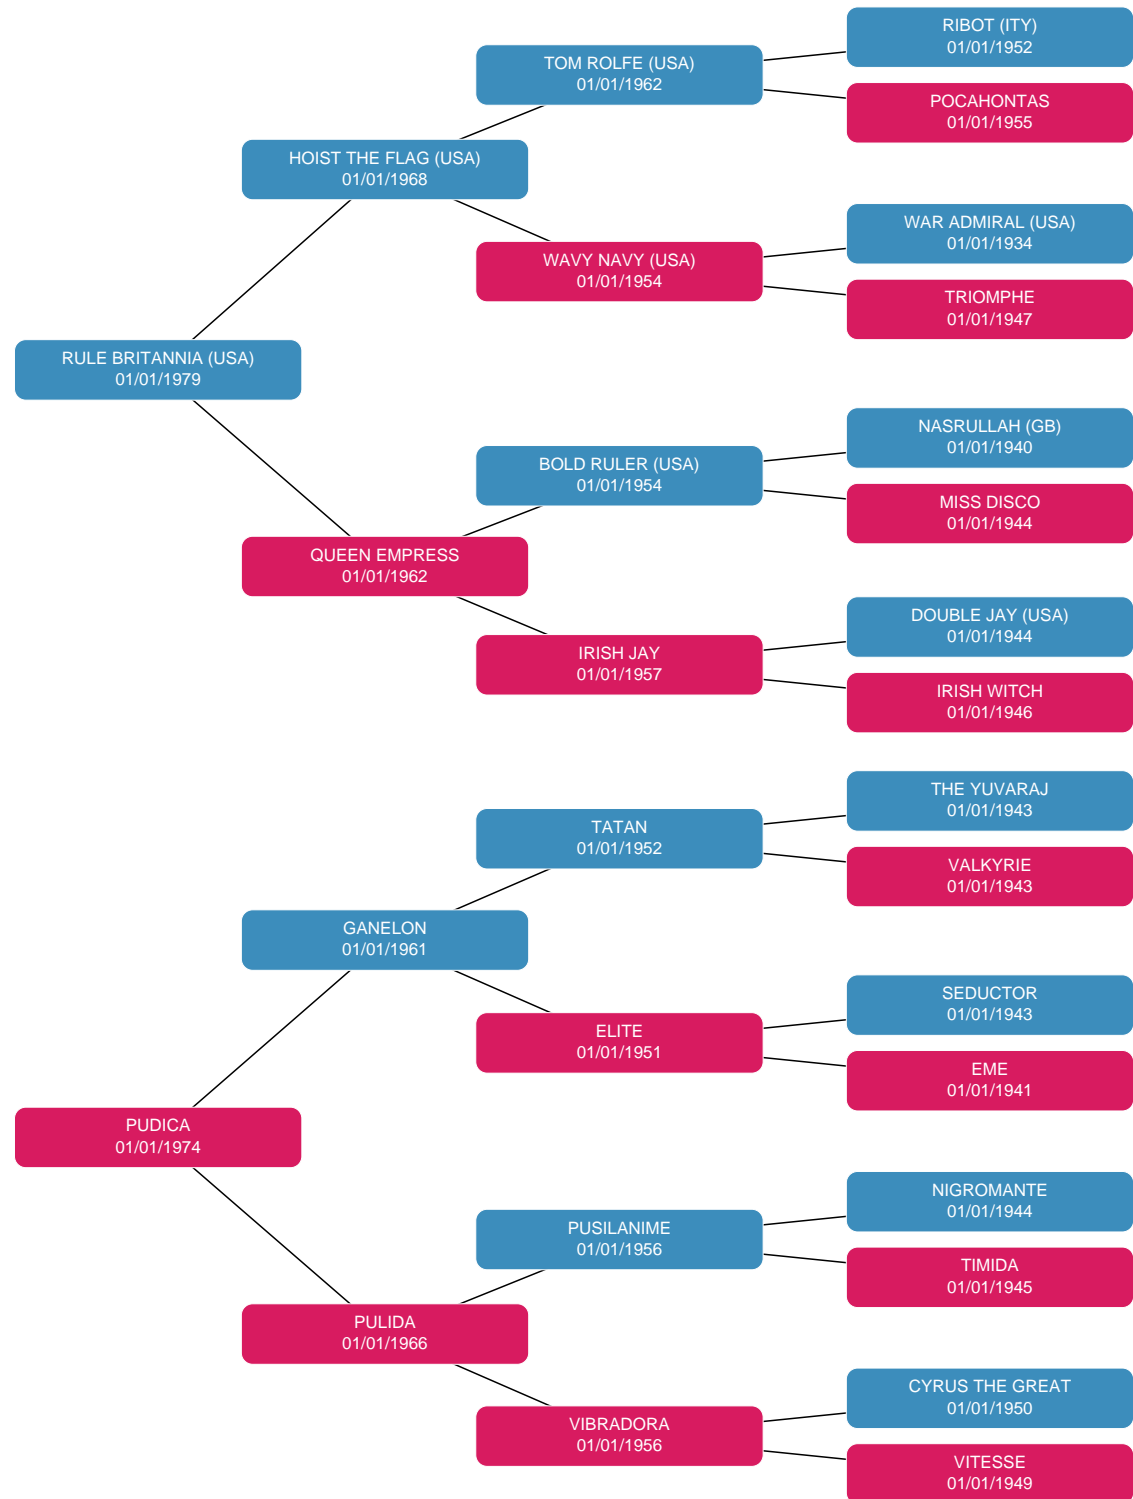 RIBOT (ITY)
01/01/1952
TOM ROLFE (USA)
01/01/1962
POCAHONTAS
01/01/1955
HOIST THE FLAG (USA)
01/01/1968
WAR ADMIRAL (USA)
01/01/1934
WAVY NAVY (USA)
01/01/1954
TRIOMPHE
01/01/1947
RULE BRITANNIA (USA)
01/01/1979
NASRULLAH (GB)
01/01/1940
BOLD RULER (USA)
01/01/1954
MISS DISCO
01/01/1944
QUEEN EMPRESS
01/01/1962
DOUBLE JAY (USA)
01/01/1944
IRISH JAY
01/01/1957
IRISH WITCH
01/01/1946
THE YUVARAJ
01/01/1943
TATAN
01/01/1952
VALKYRIE
01/01/1943
GANELON
01/01/1961
SEDUCTOR
01/01/1943
ELITE
01/01/1951
EME
01/01/1941
PUDICA
01/01/1974
NIGROMANTE
01/01/1944
PUSILANIME
01/01/1956
TIMIDA
01/01/1945
PULIDA
01/01/1966
CYRUS THE GREAT
01/01/1950
VIBRADORA
01/01/1956
VITESSE
01/01/1949